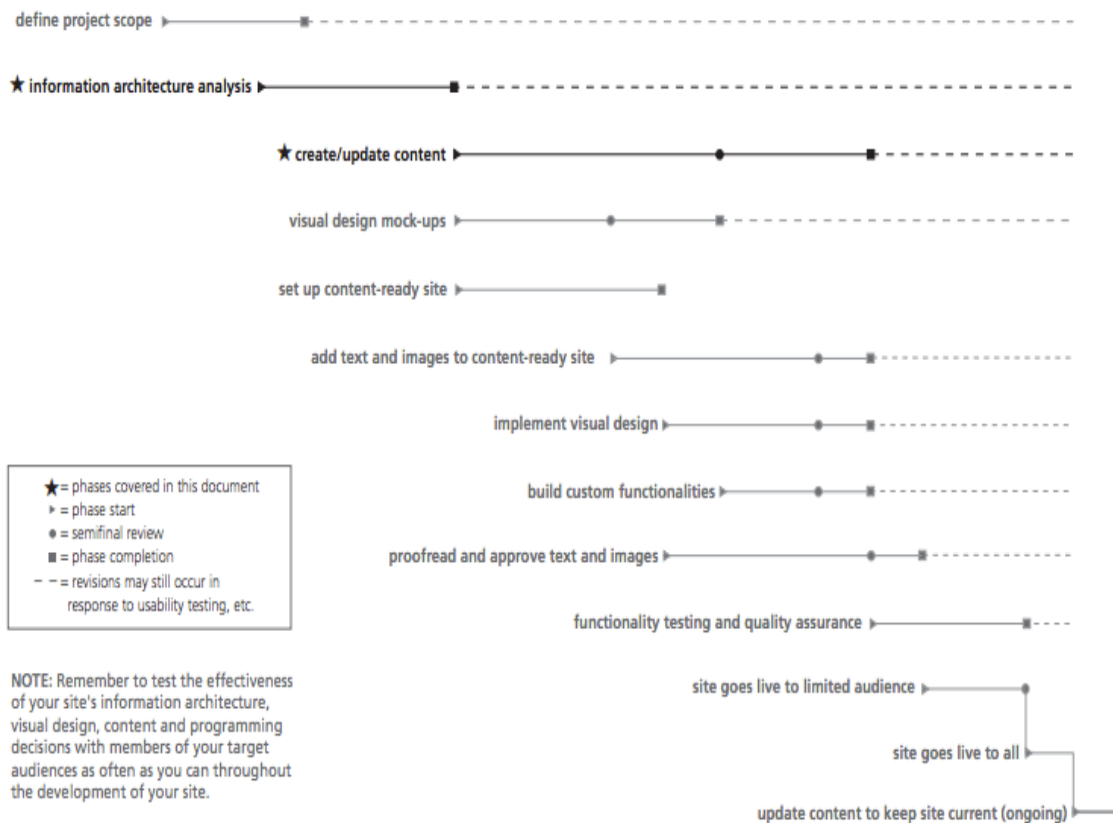 define project scope
★ information architecture analysis
★ create/update content
visual design mock-ups
set up content-ready site
add text and images to content-ready site
implement visual design
build custom functionalities
proofread and approve text and images
functionality testing and quality assurance
site goes live to limited audience
site goes live to all
update content to keep site current (ongoing)
★ = phases covered in this document
▶ = phase start
● = semifinal review
■ = phase completion
– – = revisions may still occur in
response to usability testing, etc.
NOTE: Remember to test the effectiveness
of your site's information architecture,
visual design, content and programming
decisions with members of your target
audiences as often as you can throughout
the development of your site.